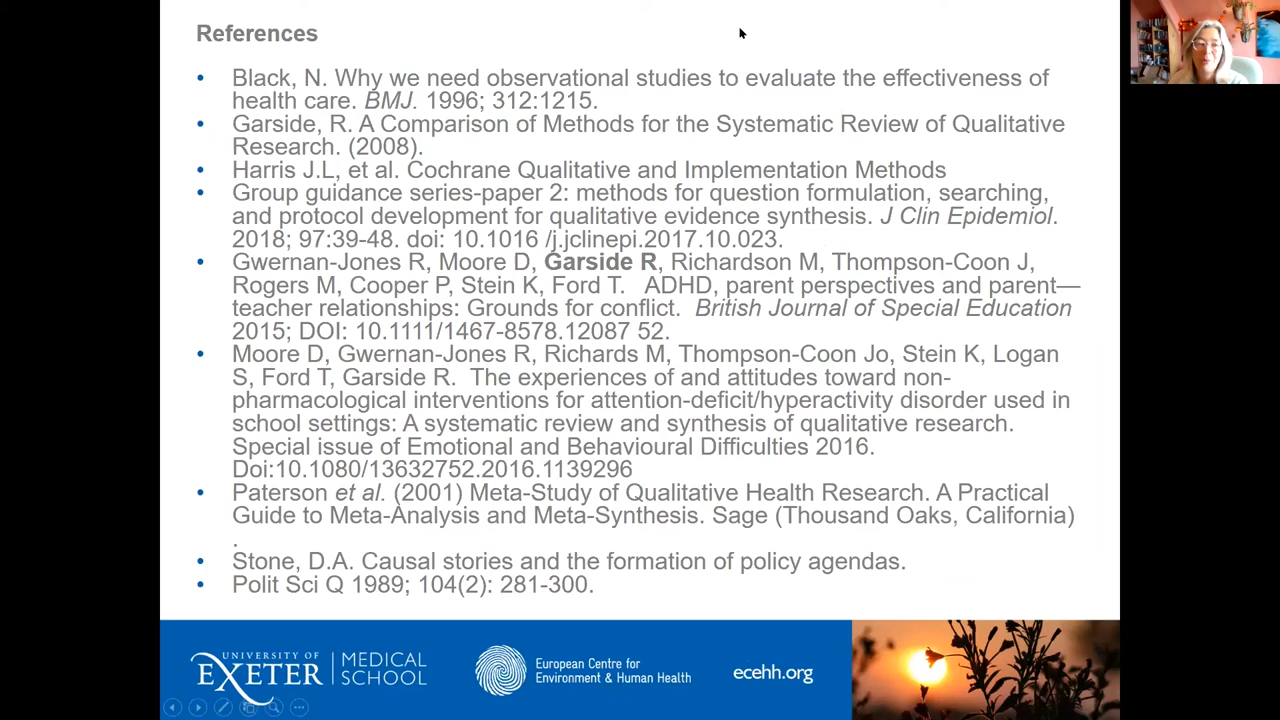 References
• Black, N. Why we need observational studies to evaluate the effectiveness of
health care. BMJ. 1996; 312:1215.
• Garside, R. A Comparison of Methods for the Systematic Review of Qualitative
Research. (2008).
• Harris J.L, et al. Cochrane Qualitative and Implementation Methods
• Group guidance series-paper 2: methods for question formulation, searching,
and protocol development for qualitative evidence synthesis. J Clin Epidemiol.
2018; 97:39-48. doi: 10.1016 /j.jclinepi.2017.10.023.
• Gwernan-Jones R, Moore D, Garside R, Richardson M, Thompson-Coon J,
Rogers M, Cooper P, Stein K, Ford T. ADHD, parent perspectives and parent—
teacher relationships: Grounds for conflict. British Journal of Special Education
2015; DOI: 10.1111/1467-8578.12087 52.
• Moore D, Gwernan-Jones R, Richards M, Thompson-Coon Jo, Stein K, Logan
S, Ford T, Garside R. The experiences of and attitudes toward non-
pharmacological interventions for attention-deficit/hyperactivity disorder used in
school settings: A systematic review and synthesis of qualitative research.
Special issue of Emotional and Behavioural Difficulties 2016.
Doi:10.1080/13632752.2016.1139296
• Paterson et al. (2001) Meta-Study of Qualitative Health Research. A Practical
Guide to Meta-Analysis and Meta-Synthesis. Sage (Thousand Oaks, California)
.
• Stone, D.A. Causal stories and the formation of policy agendas.
• Polit Sci Q 1989; 104(2): 281-300.
UNIVERSITY OF
EXETER
MEDICAL
SCHOOL
European Centre for
Environment & Human Health
ecehh.org